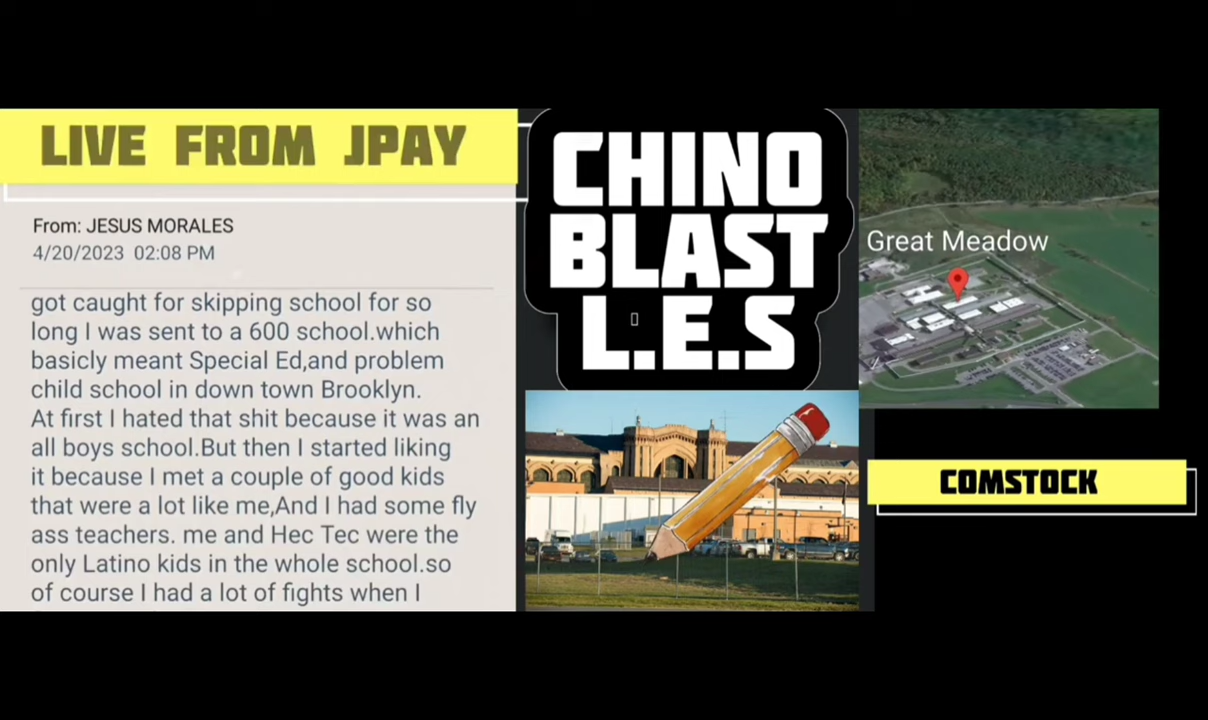 LIVE FROM JPAY
From: JESUS MORALES
4/20/2023 02:08 PM
got caught for skipping school for so
long I was sent to a 600 school.which
basicly meant Special Ed,and problem
child school in down town Brooklyn.
At first I hated that shit because it was an
all boys school.But then I started liking
it because I met a couple of good kids
that were a lot like me,And I had some fly
ass teachers. me and Hec Tec were the
only Latino kids in the whole school.so
of course I had a lot of fights when I
CHINO
BLAST
L.E.S
Great Meadow
COMSTOCK